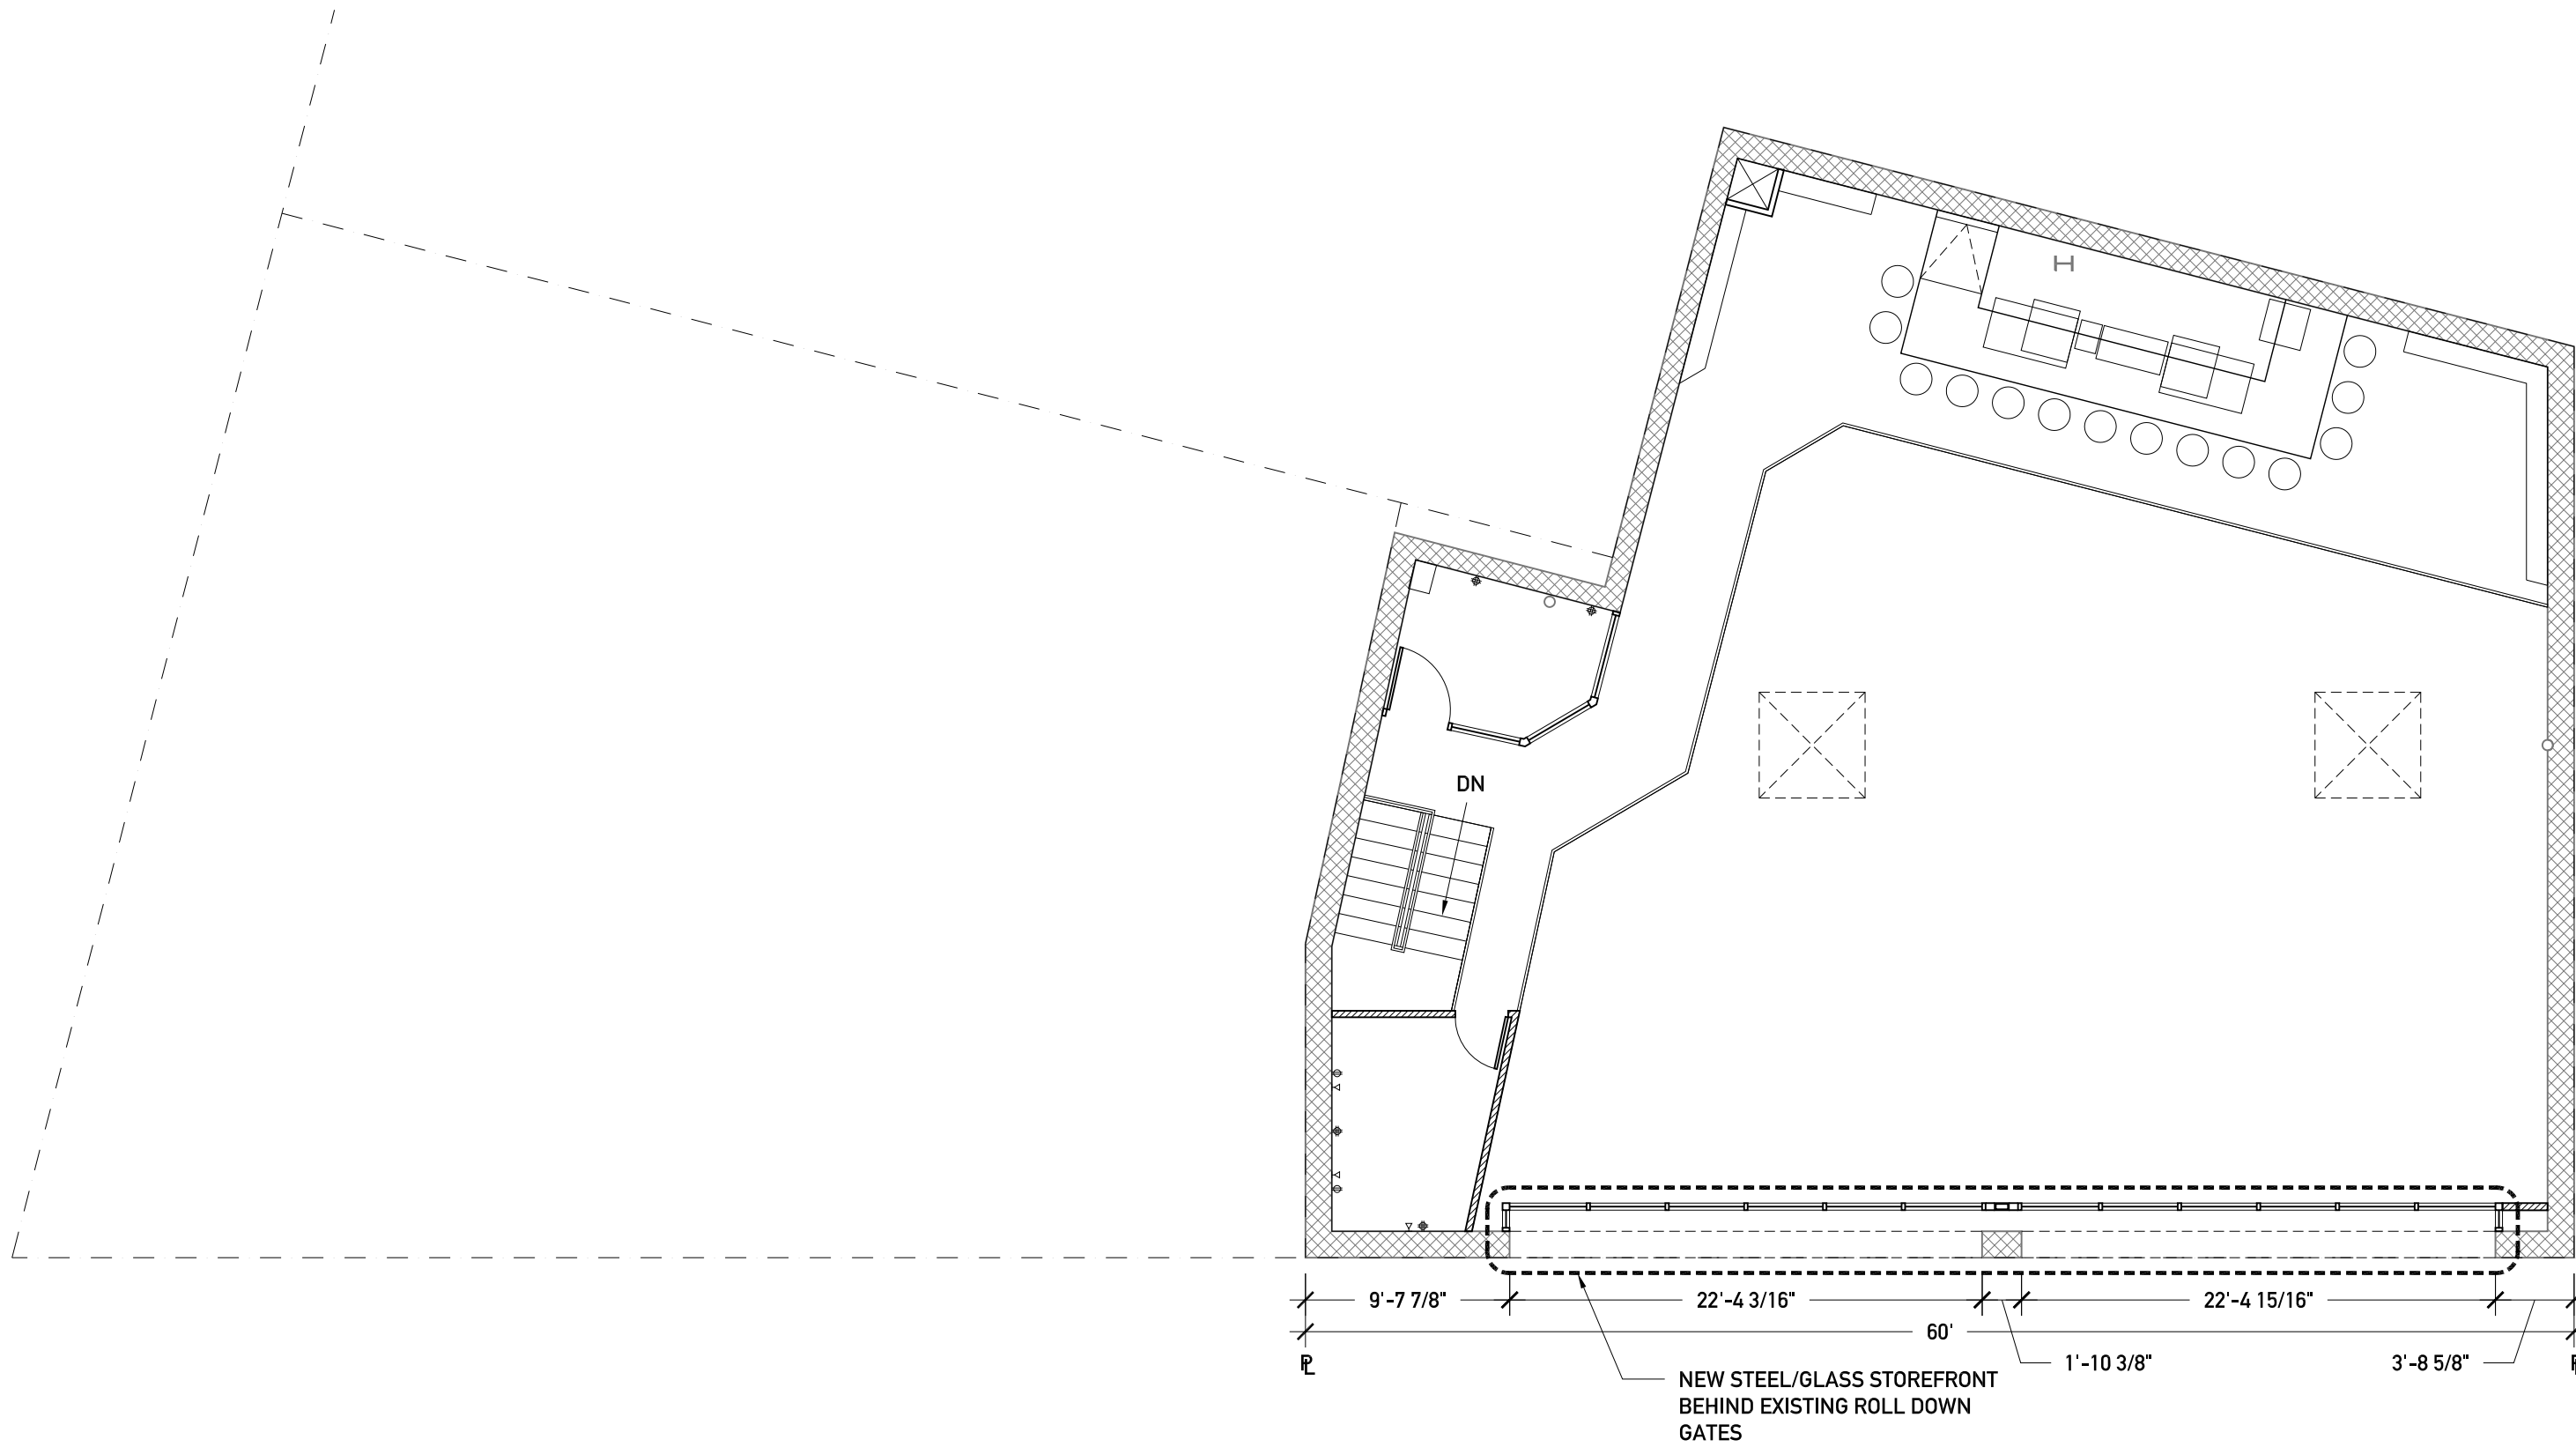 DN
9'-7 7/8"
22'-4 3/16"
22'-4 15/16"
60'
PL
1'-10 3/8"
3'-8 5/8"
NEW STEEL/GLASS STOREFRONT
BEHIND EXISTING ROLL DOWN
GATES